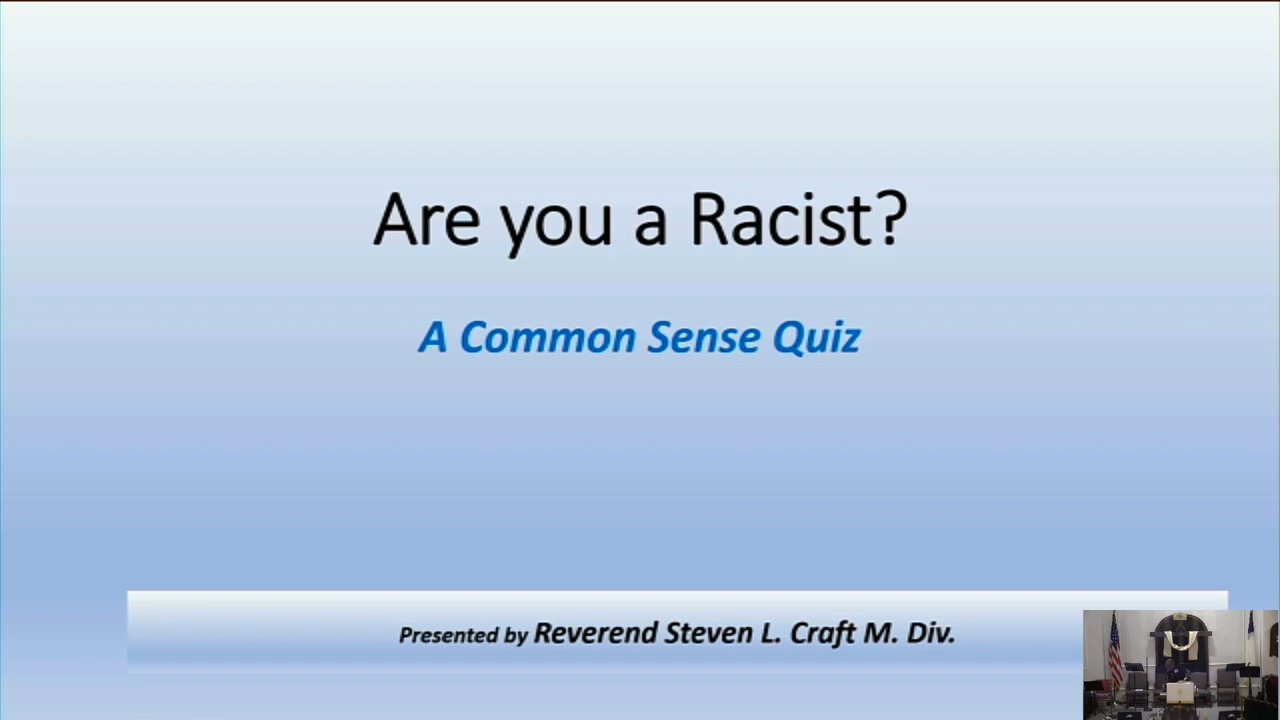 Are you a Racist?
A Common Sense Quiz
Presented by Reverend Steven L. Craft M. Div.